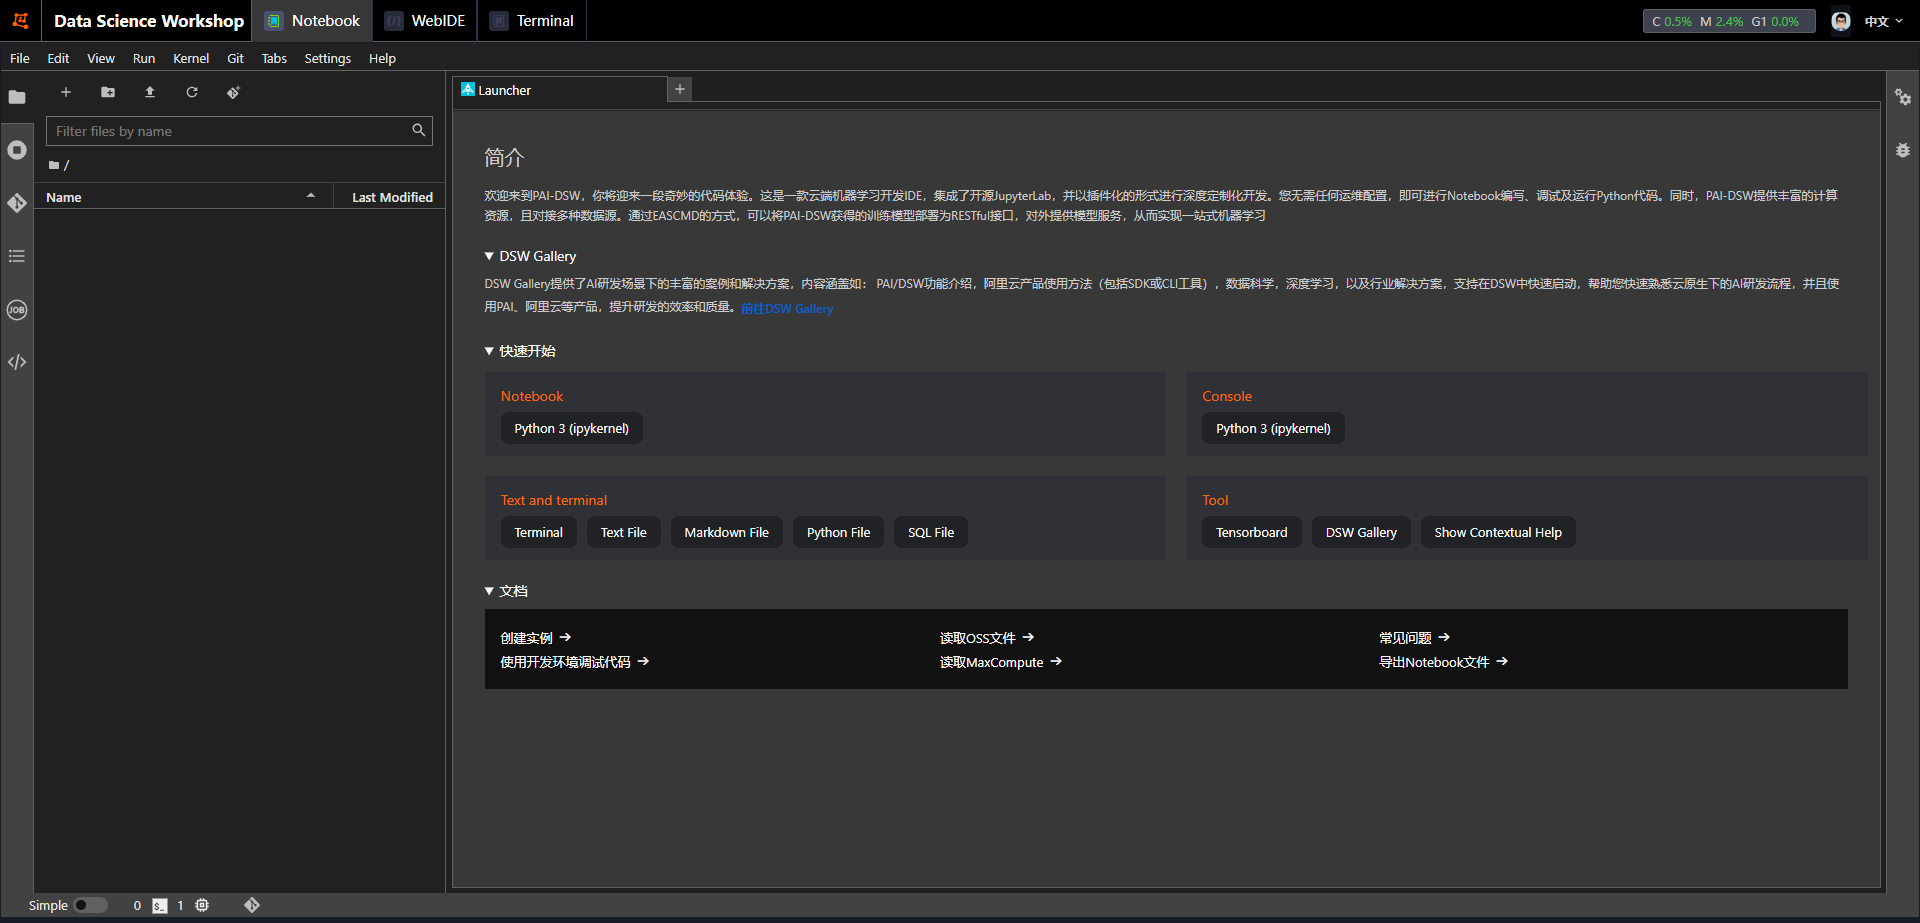 Data Science Workshop
Notebook
WebIDE
Terminal
C 0.5% M 2.4% G1 0.0%
中文
File Edit View Run Kernel Git Tabs Settings Help
Launcher
Filter files by name
/
Name Last Modified
JOB
简介
欢迎来到PAI-DSW，你将迎来一段奇妙的代码体验。这是一款云端机器学习开发IDE，集成了开源JupyterLab，并以插件化的形式进行深度定制化开发。您无需任何运维配置，即可进行Notebook编写、调试及运行Python代码。同时，PAI-DSW提供丰富的计算
资源，且对接多种数据源。通过EASCMD的方式，可以将PAI-DSW获得的训练模型部署为RESTful接口，对外提供模型服务，从而实现一站式机器学习
DSW Gallery
DSW Gallery提供了AI研发场景下的丰富的案例和解决方案，内容涵盖如： PAI/DSW功能介绍，阿里云产品使用方法（包括SDK或CLI工具），数据科学，深度学习，以及行业解决方案，支持在DSW中快速启动，帮助您快速熟悉云原生下的AI研发流程，并且使
用PAI、阿里云等产品，提升研发的效率和质量。前往DSW Gallery
快速开始
Notebook
Python 3 (ipykernel)
Console
Python 3 (ipykernel)
Text and terminal
Terminal Text File Markdown File Python File SQL File
Tool
Tensorboard DSW Gallery Show Contextual Help
文档
创建实例 → 读取OSS文件 → 常见问题 →
使用开发环境调试代码 → 读取MaxCompute → 导出Notebook文件 →
Simple 0 $_ 1